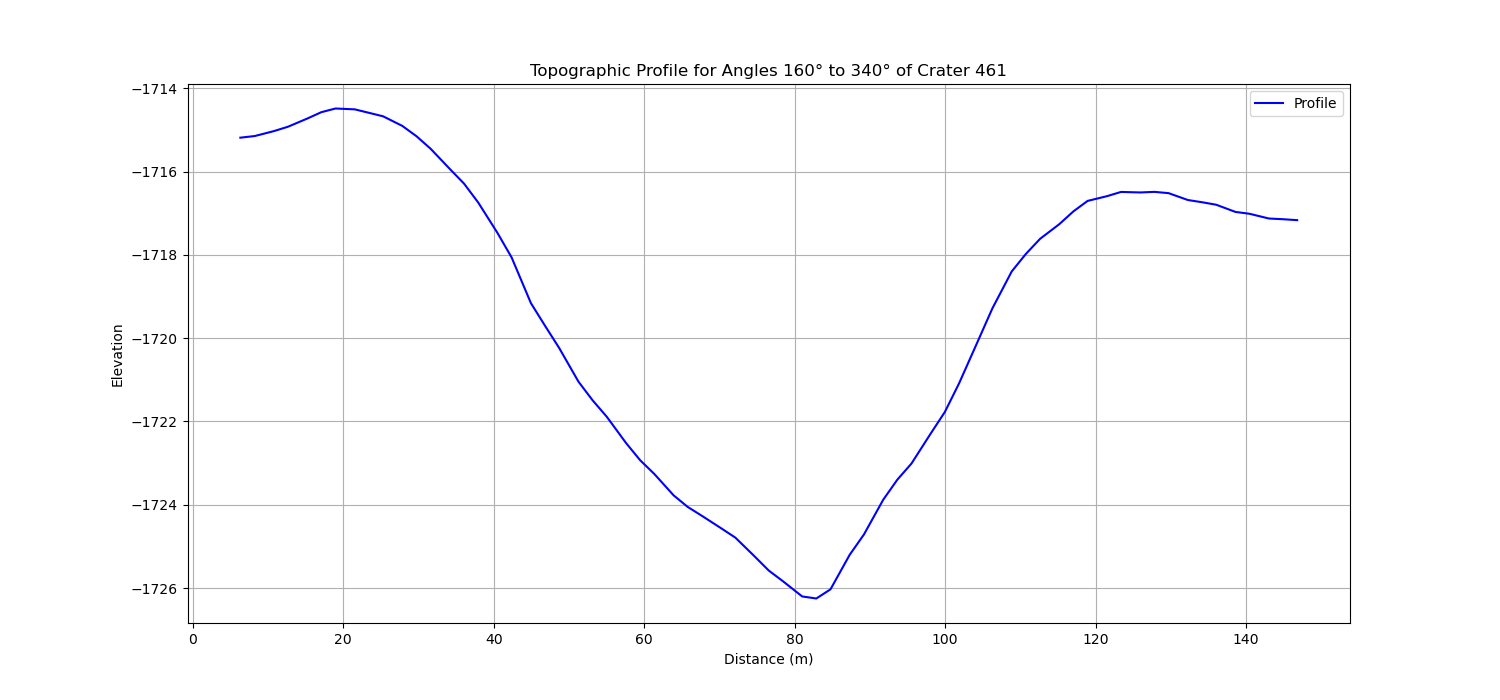 Topographic Profile for Angles 160° to 340° of Crater 461
Profile
−1714
−1716
−1718
−1720
−1722
−1724
−1726
Elevation
0 20 40 60 80 100 120 140
Distance (m)